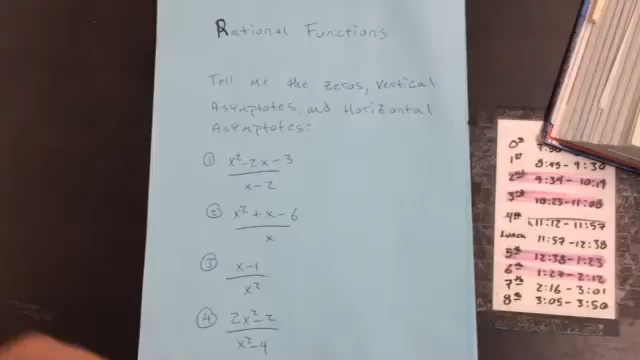 Rational Functions
Tell me the zeros, vertical
Asymptotes, and Horizontal
Asymptotes:
① x²-2x-3
x-2
② x²+x-6
x
③ x-1
x²
④ 2x²-2
x²-4
0th 7:50
1st 8:45-9:30
2nd 9:34-10:19
3rd 10:23-11:08
4th 11:12-11:57
Lunch 11:57-12:38
5th 12:38-1:23
6th 1:27-2:12
7th 2:16-3:01
8th 3:05-3:50